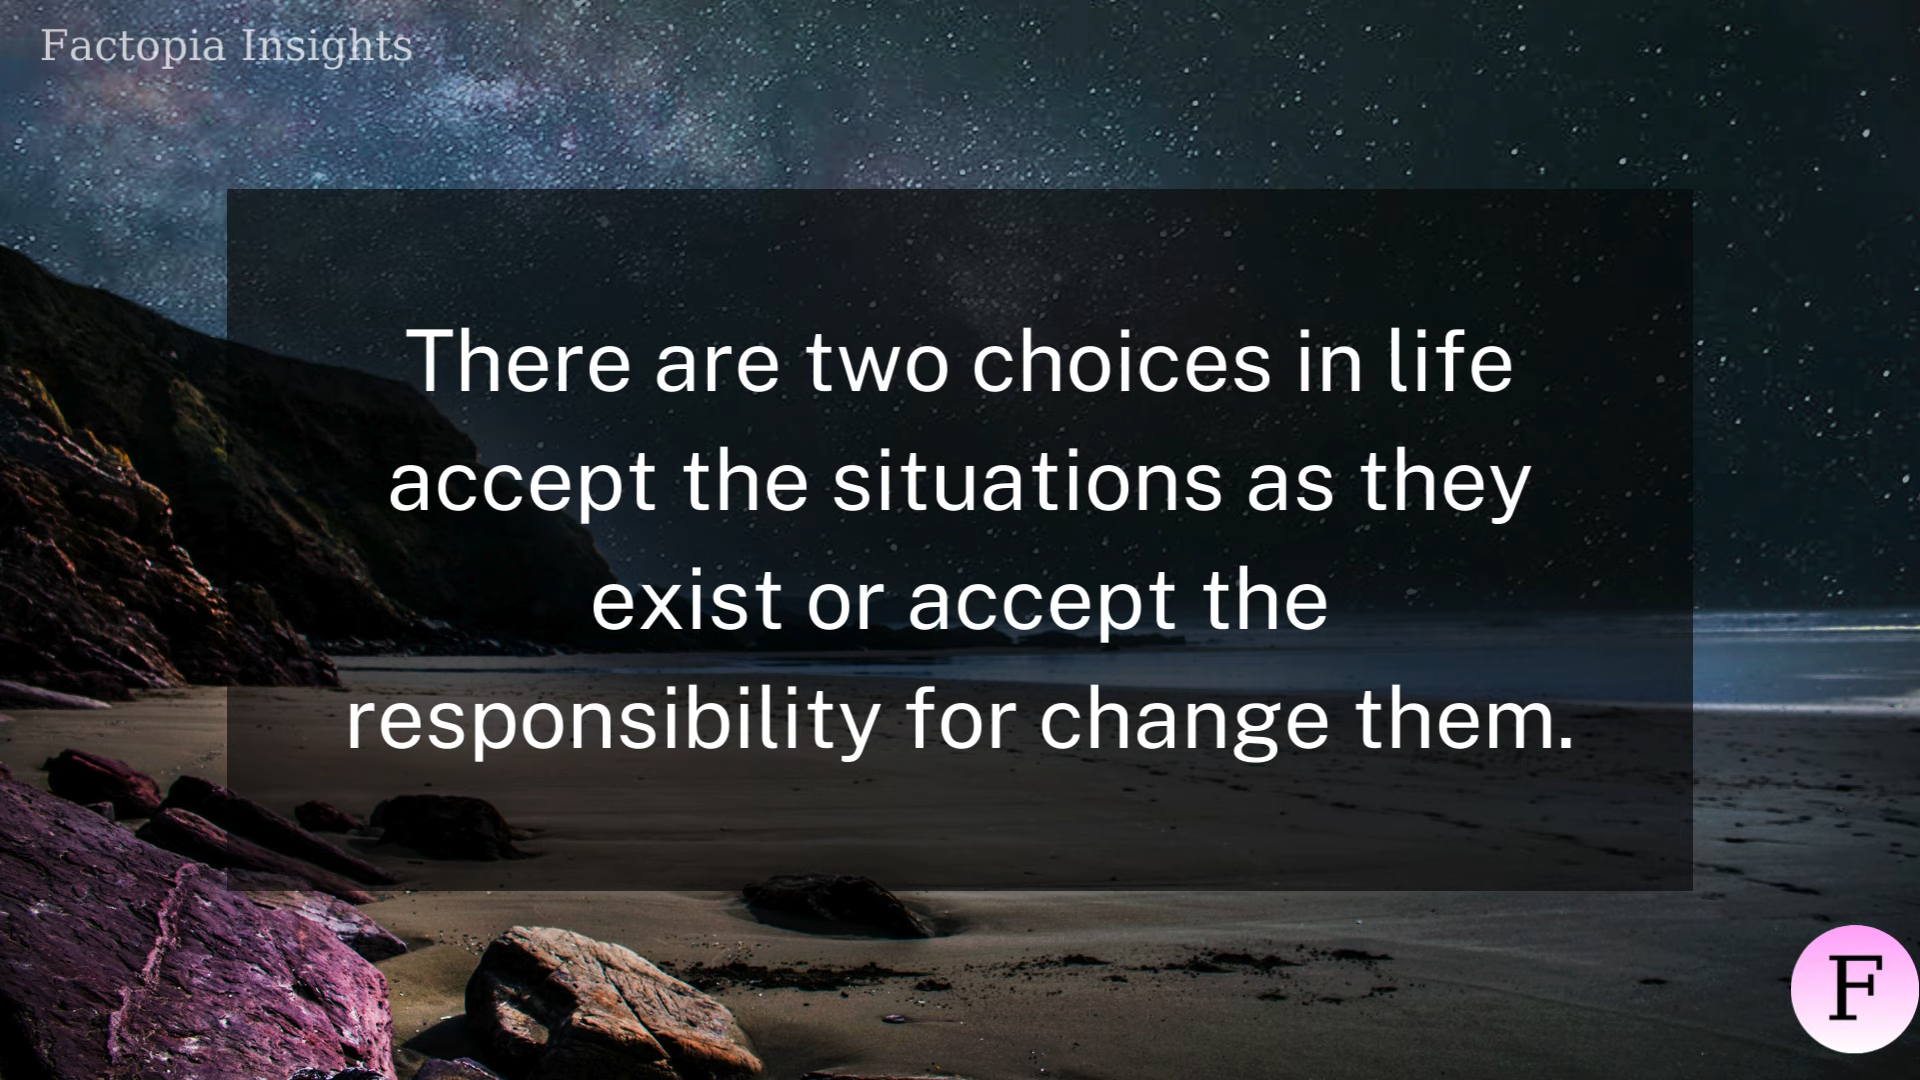 Factopia Insights
There are two choices in life
accept the situations as they
exist or accept the
responsibility for change them.
F